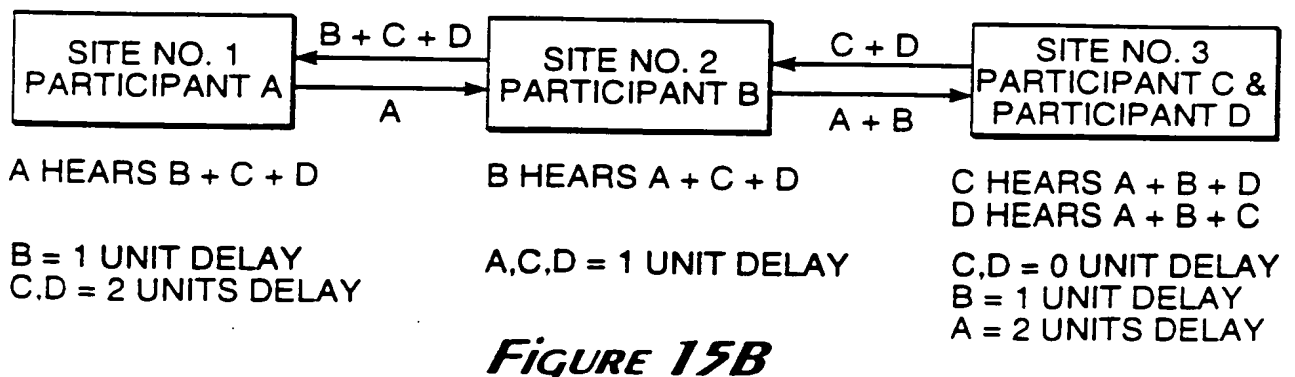 SITE NO. 1
PARTICIPANT A
B + C + D
A
SITE NO. 2
PARTICIPANT B
C + D
A + B
SITE NO. 3
PARTICIPANT C &
PARTICIPANT D
A HEARS B + C + D
B = 1 UNIT DELAY
C,D = 2 UNITS DELAY
B HEARS A + C + D
A,C,D = 1 UNIT DELAY
C HEARS A + B + D
D HEARS A + B + C
C,D = 0 UNIT DELAY
B = 1 UNIT DELAY
A = 2 UNITS DELAY
FIGURE 15B